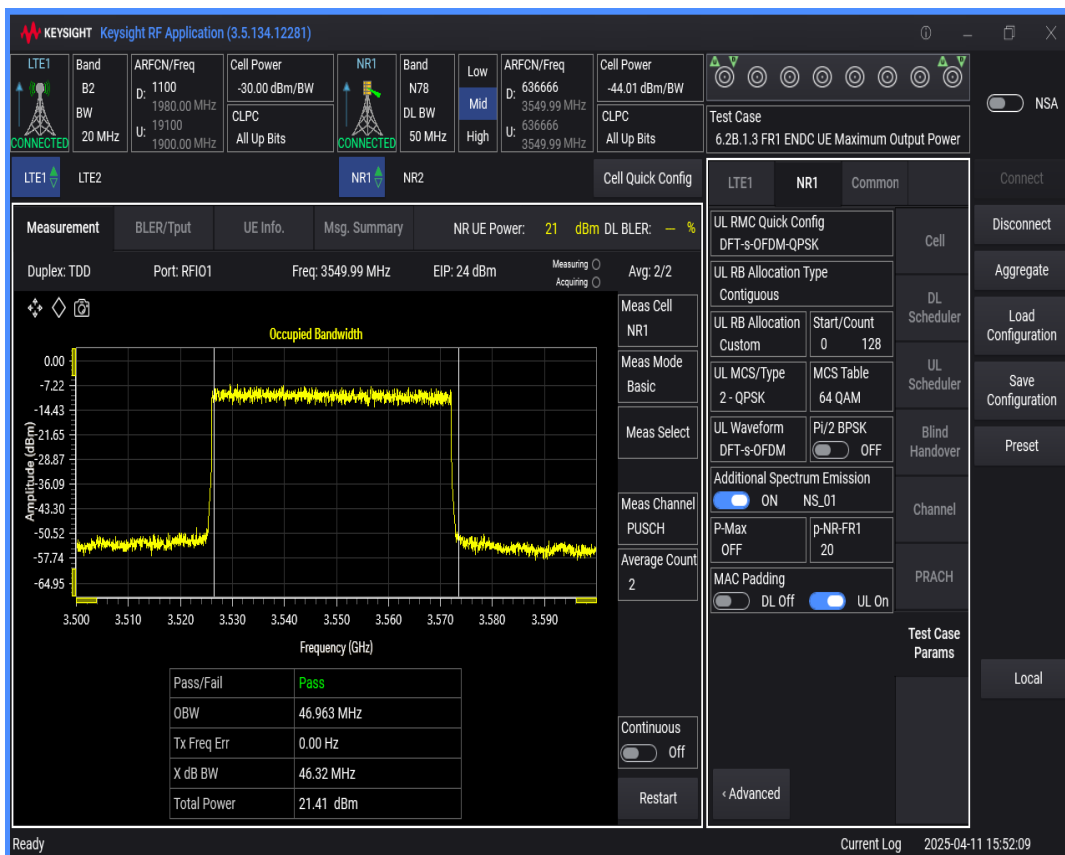 KEYSIGHT Keysight RF Application (3.5.134.12281)
LTE1 Band ARFCN/Freq Cell Power NR1 Band Low ARFCN/Freq Cell Power
B2 D: 1100 -30.00 dBm/BW N78 D: 636666 -44.01 dBm/BW
1980.00 MHz 3549.99 MHz
BW CLPC DL BW Mid CLPC Test Case
CONNECTED 20 MHz U: 19100 All Up Bits CONNECTED 50 MHz High U: 636666 All Up Bits 6.2B.1.3 FR1 ENDC UE Maximum Output Power
1900.00 MHz 3549.99 MHz
NSA
LTE1 LTE2 NR1 NR2 Cell Quick Config
Measurement BLER/Tput UE Info. Msg. Summary NR UE Power: 21 dBm DL BLER: — %
Duplex: TDD Port: RFIO1 Freq: 3549.99 MHz EIP: 24 dBm Measuring Avg: 2/2
Acquiring
Occupied Bandwidth
Amplitude (dBm)
0.00
-7.22
-14.43
-21.65
-28.87
-36.09
-43.30
-50.52
-57.74
-64.95
3.500 3.510 3.520 3.530 3.540 3.550 3.560 3.570 3.580 3.590
Frequency (GHz)
Pass/Fail Pass
OBW 46.963 MHz
Tx Freq Err 0.00 Hz
X dB BW 46.32 MHz
Total Power 21.41 dBm
Meas Cell
NR1
Meas Mode
Basic
Meas Select
Meas Channel
PUSCH
Average Count
2
Continuous
Off
Restart
LTE1 NR1 Common
UL RMC Quick Config
DFT-s-OFDM-QPSK
UL RB Allocation Type
Contiguous
UL RB Allocation Start/Count
Custom 0 128
UL MCS/Type MCS Table
2 - QPSK 64 QAM
UL Waveform Pi/2 BPSK
DFT-s-OFDM OFF
Additional Spectrum Emission
ON NS_01
P-Max p-NR-FR1
OFF 20
MAC Padding
DL Off UL On
‹ Advanced
Cell
DL
Scheduler
UL
Scheduler
Blind
Handover
Channel
PRACH
Test Case
Params
Connect
Disconnect
Aggregate
Load
Configuration
Save
Configuration
Preset
Local
Ready Current Log 2025-04-11 15:52:09